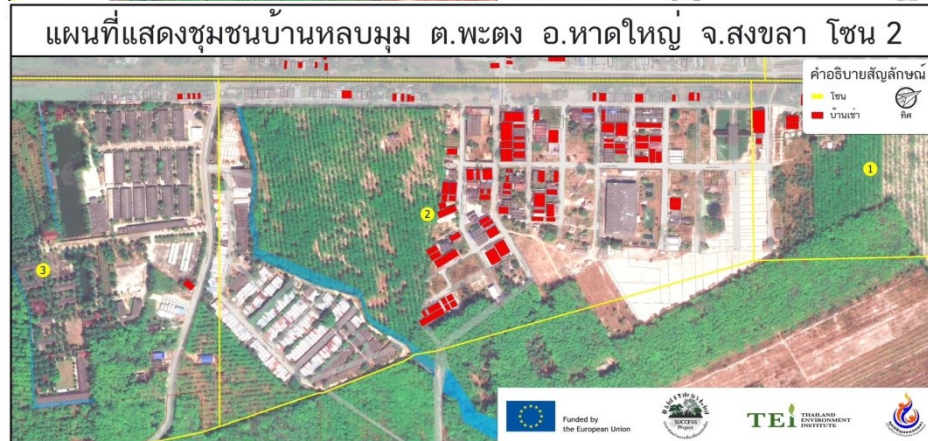 แผนที่แสดงชุมชนบ้านหลบมุม ต.พะตง อ.หาดใหญ่ จ.สงขลา โซน 2
คำอธิบายสัญลักษณ์
โซน
บ้านเช่า
ทิศ
1
2
3
Funded by
the European Union
SUCCESS
Project
TEI THAILAND
ENVIRONMENT
INSTITUTE